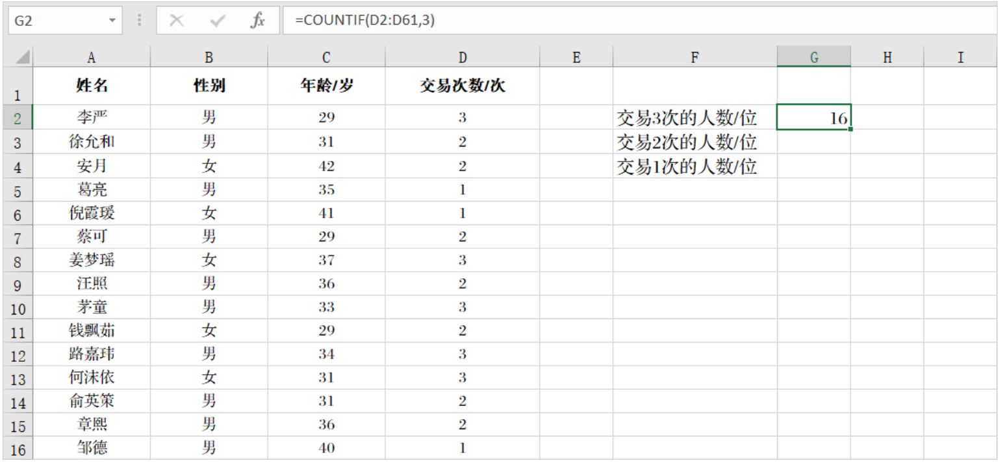 G2 fx =COUNTIF(D2:D61,3)
A B C D E F G H I
1 姓名 性别 年龄/岁 交易次数/次
2 李严 男 29 3 交易3次的人数/位 16
3 徐允和 男 31 2 交易2次的人数/位
4 安月 女 42 2 交易1次的人数/位
5 葛亮 男 35 1
6 倪霞瑗 女 41 1
7 蔡可 男 29 2
8 姜梦瑶 女 37 3
9 汪照 男 36 2
10 茅童 男 33 3
11 钱飘茹 女 29 2
12 路嘉玮 男 34 3
13 何沫依 女 31 3
14 俞英策 男 31 2
15 章熙 男 36 2
16 邹德 男 40 1